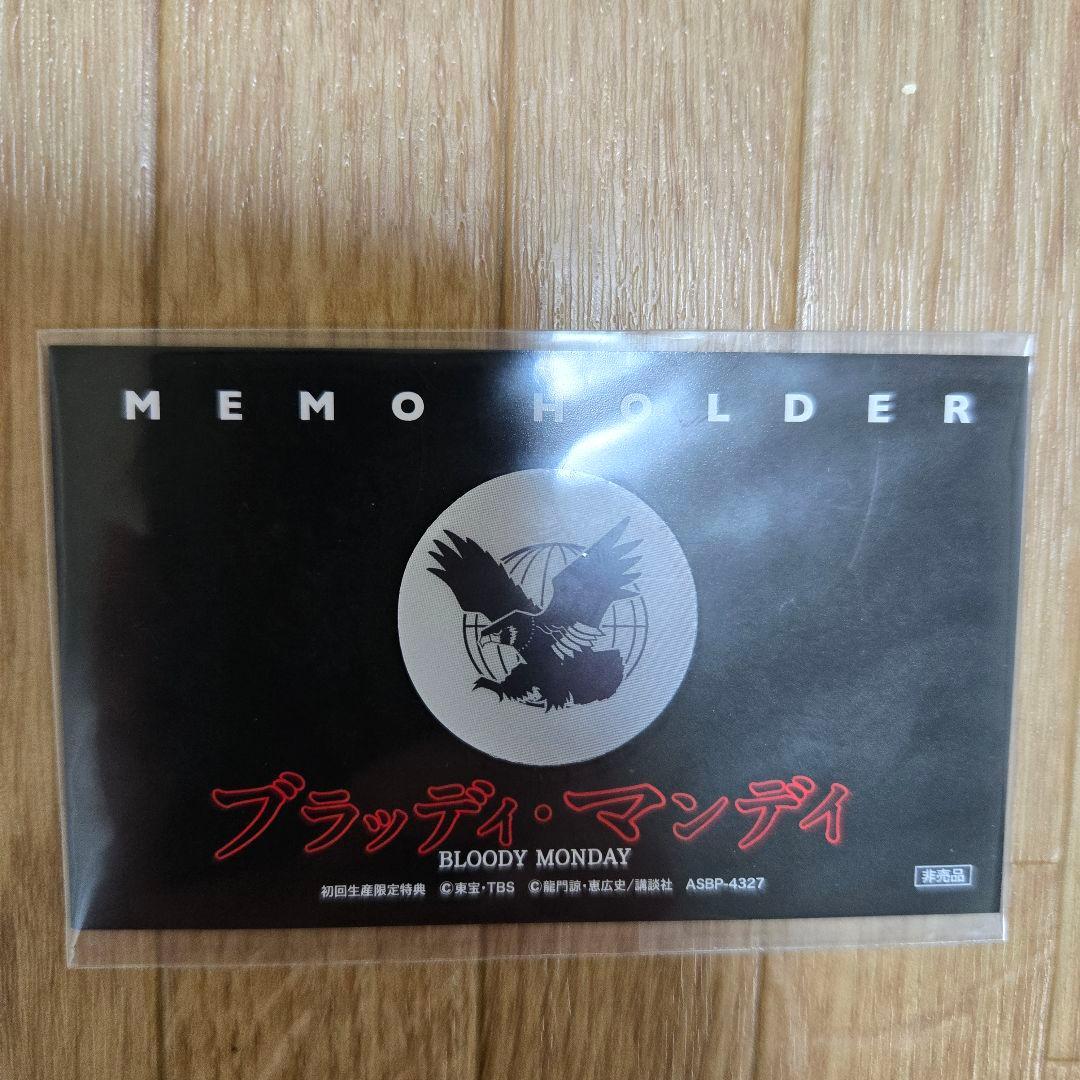 MEMO HOLDER
ブラッディ・マンデイ
BLOODY MONDAY
初回生産限定特典 ©東宝・TBS ©龍門諒・恵広史/講談社 ASBP-4327
非売品